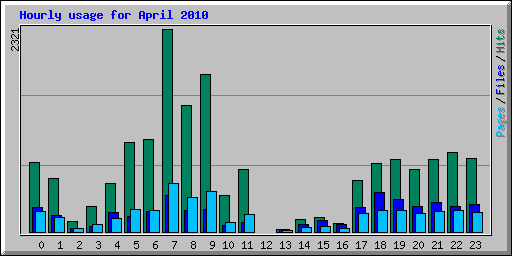 Hourly usage for April 2010
2321
Pages / Files / Hits
0 1 2 3 4 5 6 7 8 9 10 11 12 13 14 15 16 17 18 19 20 21 22 23